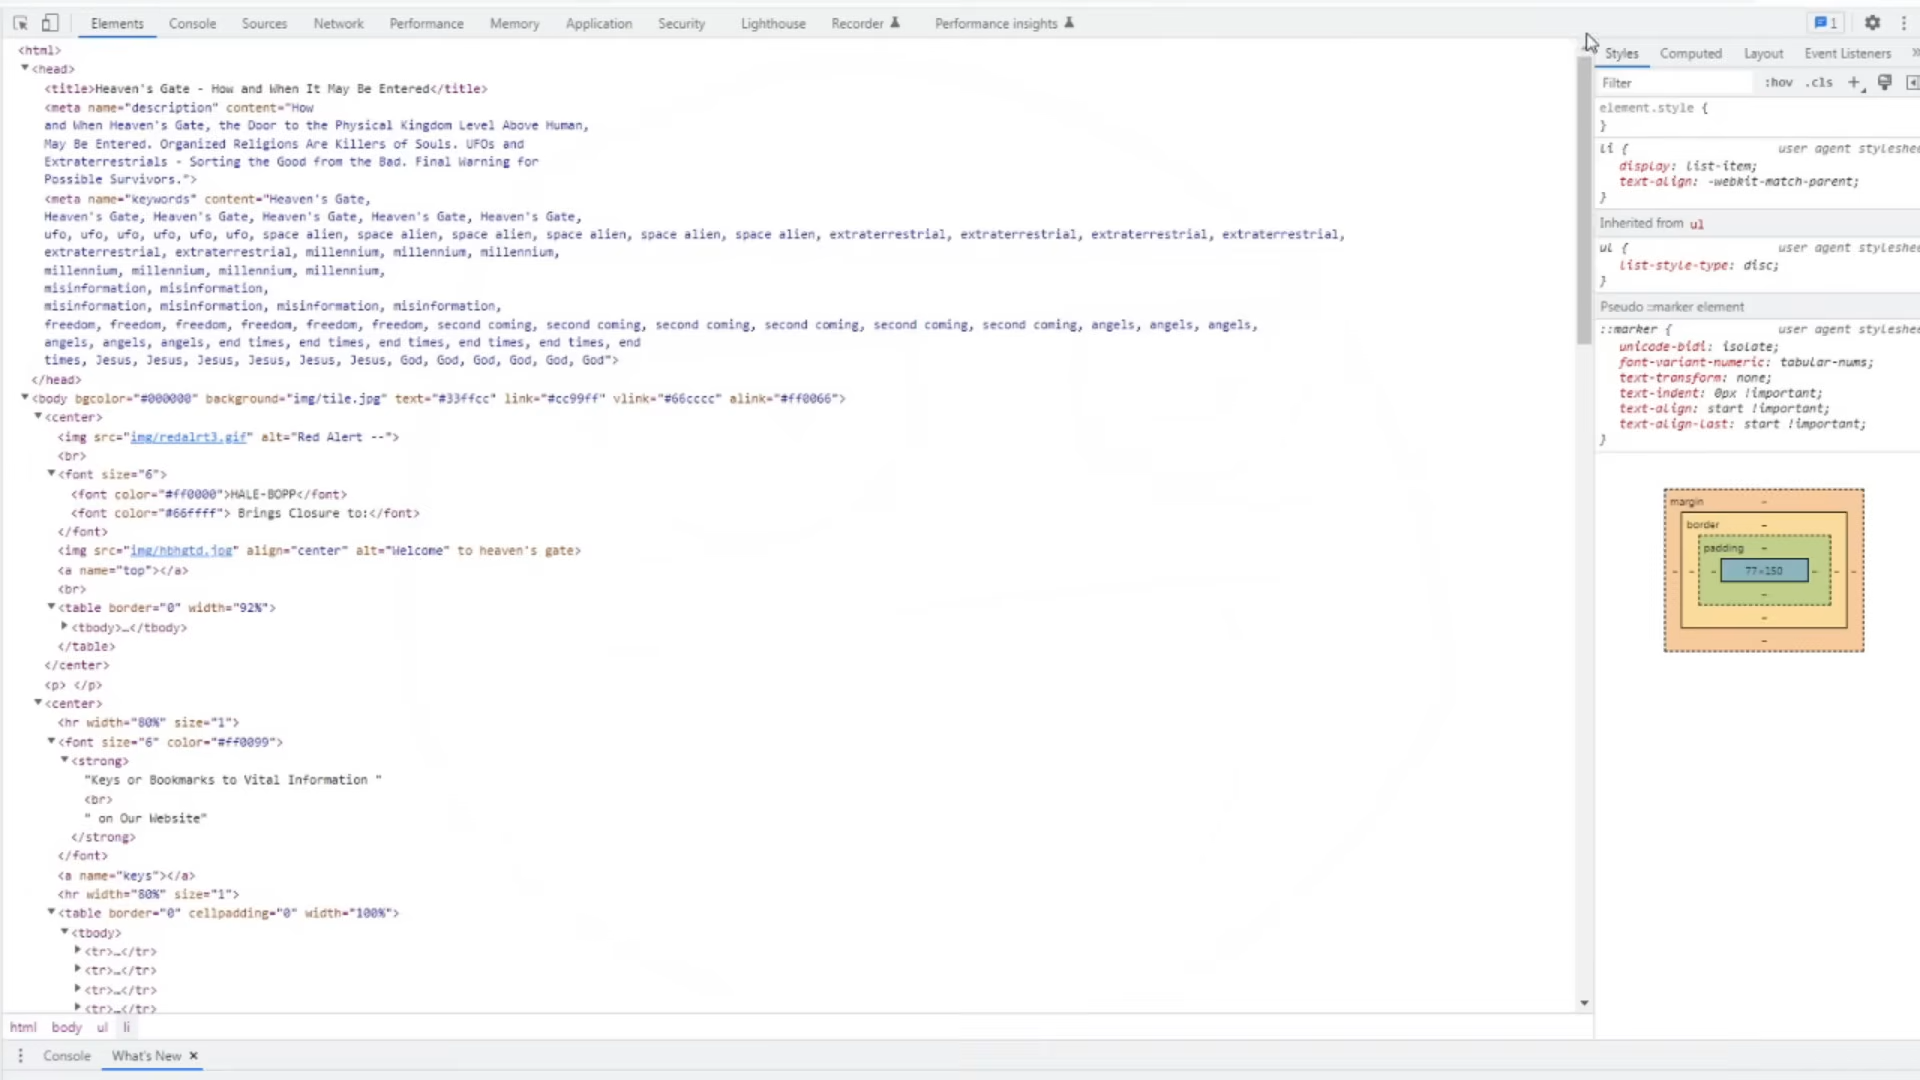 Elements Console Sources Network Performance Memory Application Security Lighthouse Recorder Performance insights 1
<html>
<head>
<title>Heaven's Gate - How and When It May Be Entered</title>
<meta name="description" content="How
and When Heaven's Gate, the Door to the Physical Kingdom Level Above Human,
May Be Entered. Organized Religions Are Killers of Souls. UFOs and
Extraterrestrials - Sorting the Good from the Bad. Final Warning for
Possible Survivors.">
<meta name="keywords" content="Heaven's Gate,
Heaven's Gate, Heaven's Gate, Heaven's Gate, Heaven's Gate, Heaven's Gate,
ufo, ufo, ufo, ufo, ufo, ufo, space alien, space alien, space alien, space alien, space alien, space alien, extraterrestrial, extraterrestrial, extraterrestrial, extraterrestrial,
extraterrestrial, extraterrestrial, millennium, millennium, millennium,
millennium, millennium, millennium, millennium,
misinformation, misinformation,
misinformation, misinformation, misinformation, misinformation,
freedom, freedom, freedom, freedom, freedom, freedom, second coming, second coming, second coming, second coming, second coming, second coming, angels, angels, angels,
angels, angels, angels, end times, end times, end times, end times, end times, end
times, Jesus, Jesus, Jesus, Jesus, Jesus, Jesus, God, God, God, God, God, God">
</head>
<body bgcolor="#000000" background="img/tile.jpg" text="#33ffcc" link="#cc99ff" vlink="#66cccc" alink="#ff0066">
<center>
<img src="img/redalrt3.gif" alt="Red Alert --">
<br>
<font size="6">
<font color="#ff0000">HALE-BOPP</font>
<font color="#66ffff"> Brings Closure to:</font>
</font>
<img src="img/hbhgtd.jpg" align="center" alt="Welcome" to heaven's gate>
<a name="top"></a>
<br>
<table border="0" width="92%">
<tbody>…</tbody>
</table>
</center>
<p> </p>
<center>
<hr width="80%" size="1">
<font size="6" color="#ff0099">
<strong>
"Keys or Bookmarks to Vital Information "
<br>
" on Our Website"
</strong>
</font>
<a name="keys"></a>
<hr width="80%" size="1">
<table border="0" cellpadding="0" width="100%">
<tbody>
<tr>…</tr>
<tr>…</tr>
<tr>…</tr>
<tr>…</tr>
html body ul li
Console What's New ×
Styles Computed Layout Event Listeners »
Filter :hov .cls +
element.style {
}
li { user agent styleshee
display: list-item;
text-align: -webkit-match-parent;
}
Inherited from ul
ul { user agent styleshee
list-style-type: disc;
}
Pseudo ::marker element
::marker { user agent styleshee
unicode-bidi: isolate;
font-variant-numeric: tabular-nums;
text-transform: none;
text-indent: 0px !important;
text-align: start !important;
text-align-last: start !important;
}
margin -
border -
padding -
- - - 77×150 - - -
-
-
-